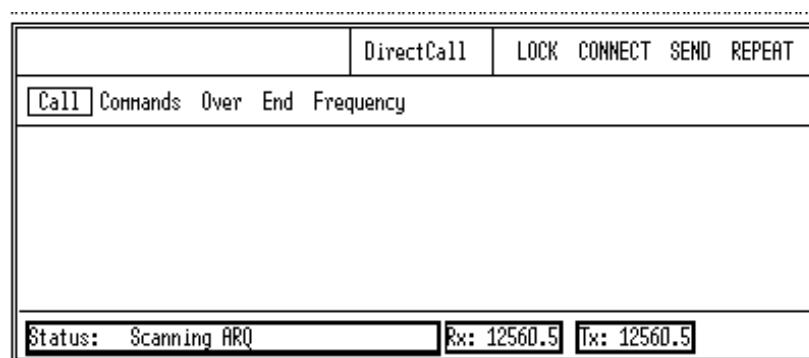 DirectCall LOCK CONNECT SEND REPEAT
Call Commands Over End Frequency
Status: Scanning ARQ Rx: 12560.5 Tx: 12560.5